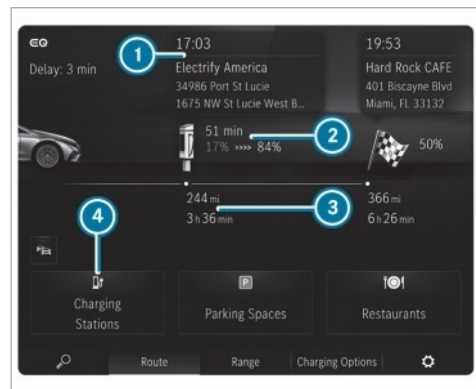 EQ
Delay: 3 min
1
17:03
Electrify America
34986 Port St Lucie
1675 NW St Lucie West B...
19:53
Hard Rock CAFE
401 Biscayne Blvd
Miami, FL 33132
51 min
17% »»» 84%
2
50%
244 mi
3 h 36 min
3
366 mi
6 h 26 min
4
Charging
Stations
P
Parking Spaces
Restaurants
Route
Range
Charging Options